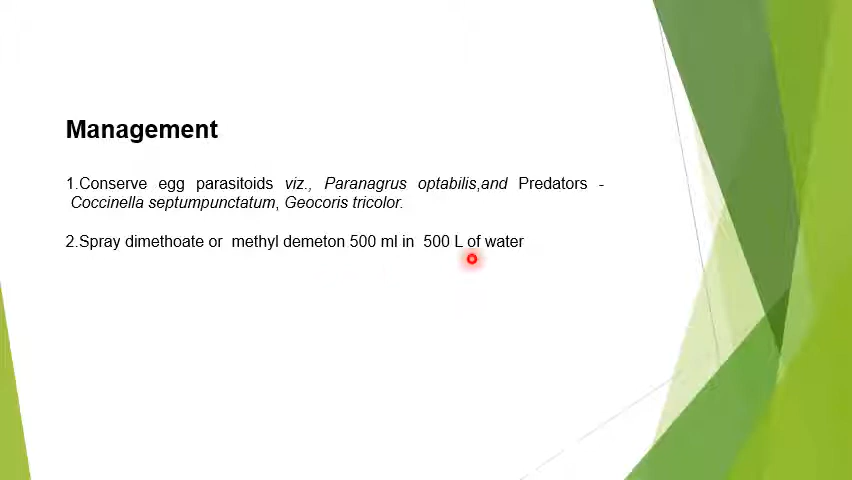 Management
1.Conserve egg parasitoids viz., Paranagrus optabilis,and Predators -
Coccinella septumpunctatum, Geocoris tricolor.
2.Spray dimethoate or methyl demeton 500 ml in 500 L of water